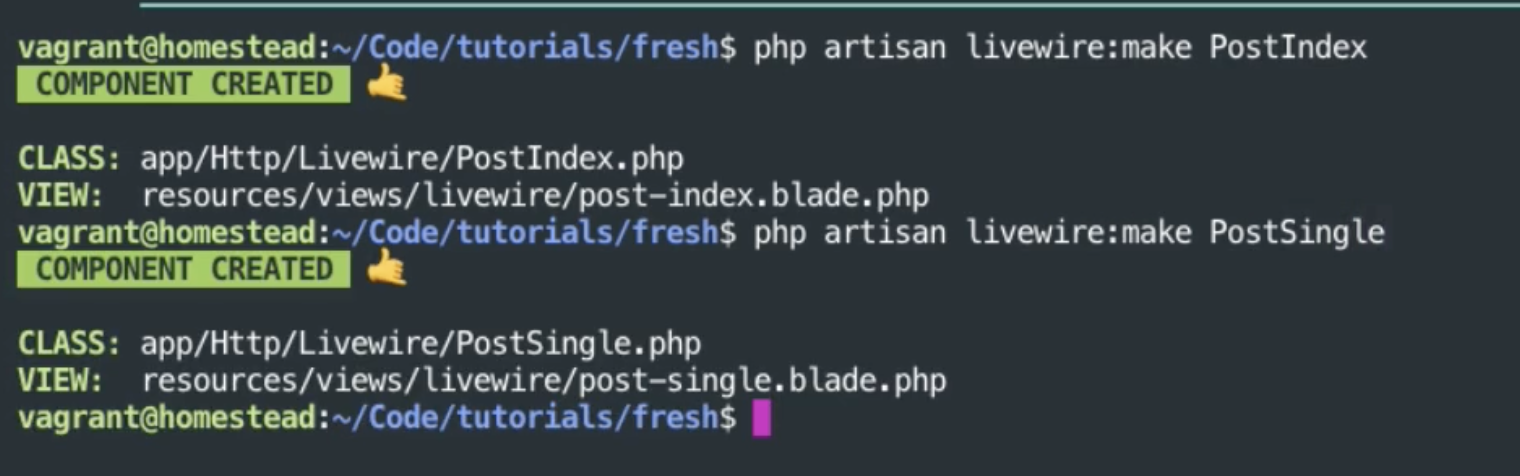 vagrant@homestead:~/Code/tutorials/fresh$ php artisan livewire:make PostIndex
COMPONENT CREATED 🤙
CLASS: app/Http/Livewire/PostIndex.php
VIEW:  resources/views/livewire/post-index.blade.php
vagrant@homestead:~/Code/tutorials/fresh$ php artisan livewire:make PostSingle
COMPONENT CREATED 🤙
CLASS: app/Http/Livewire/PostSingle.php
VIEW:  resources/views/livewire/post-single.blade.php
vagrant@homestead:~/Code/tutorials/fresh$